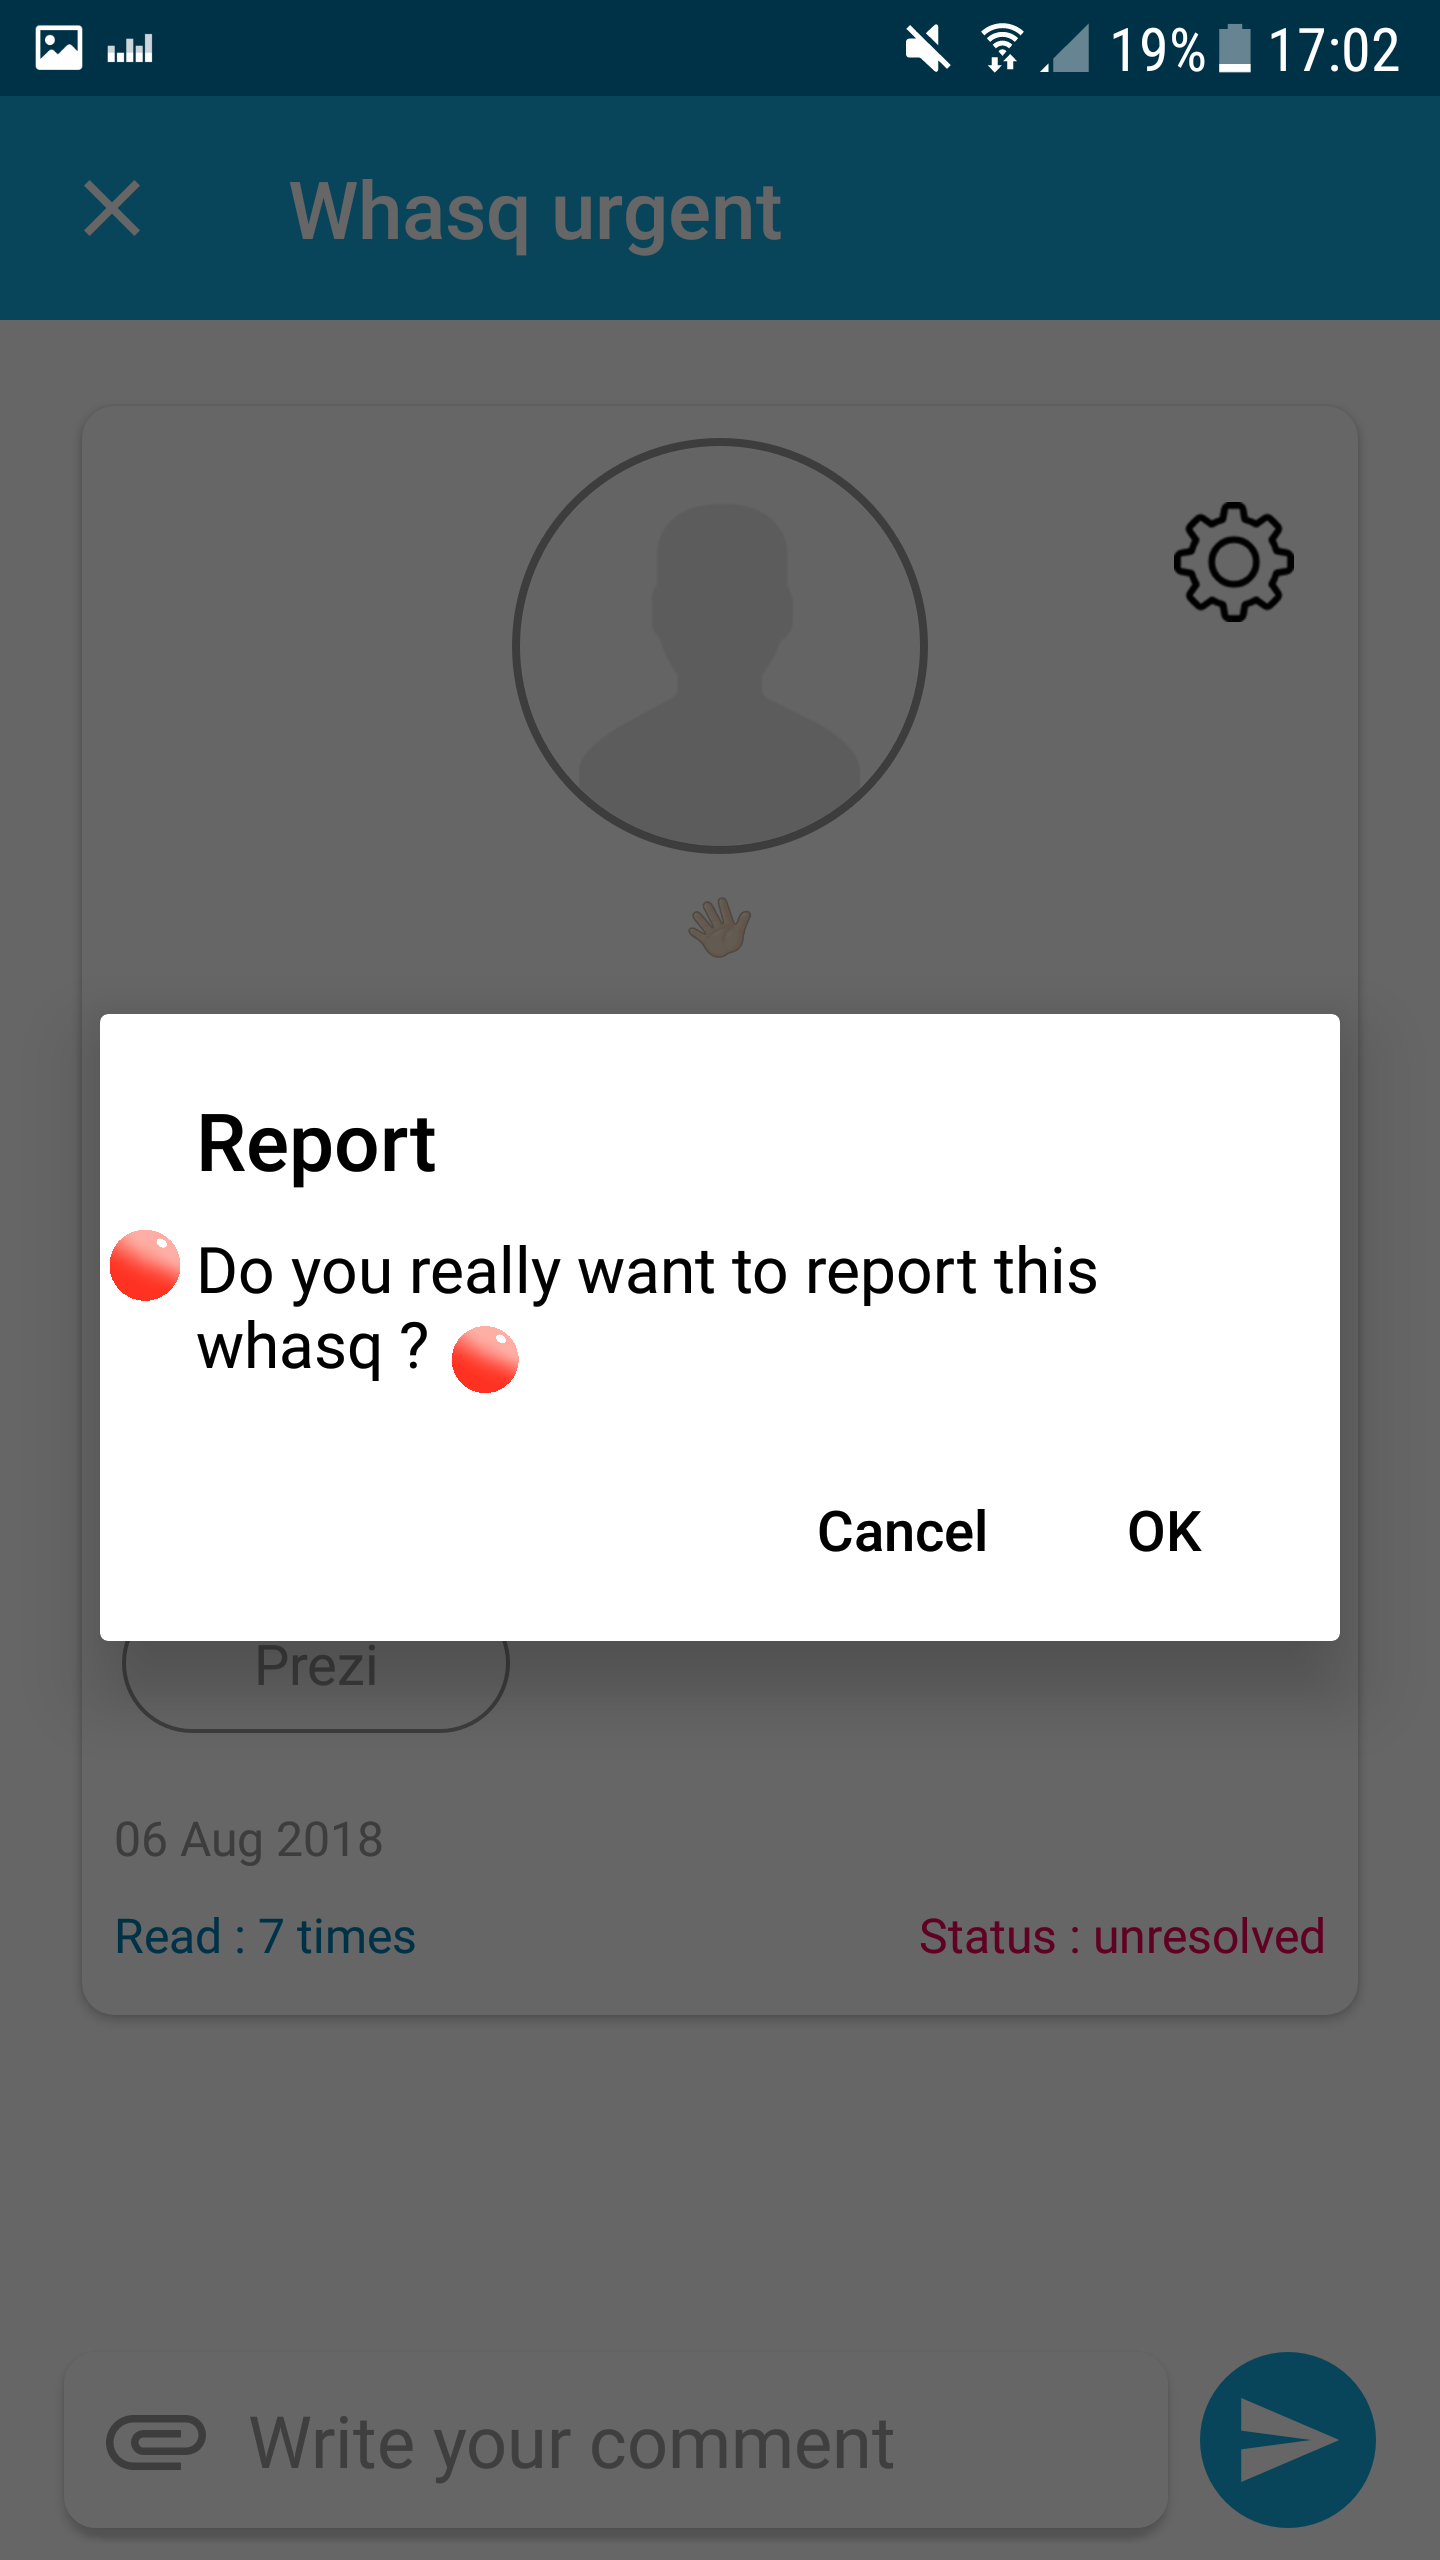 19% 17:02
Whasq urgent
👋🏼
Report
Do you really want to report this
whasq ?
Cancel OK
Prezi
06 Aug 2018
Read : 7 times Status : unresolved
Write your comment